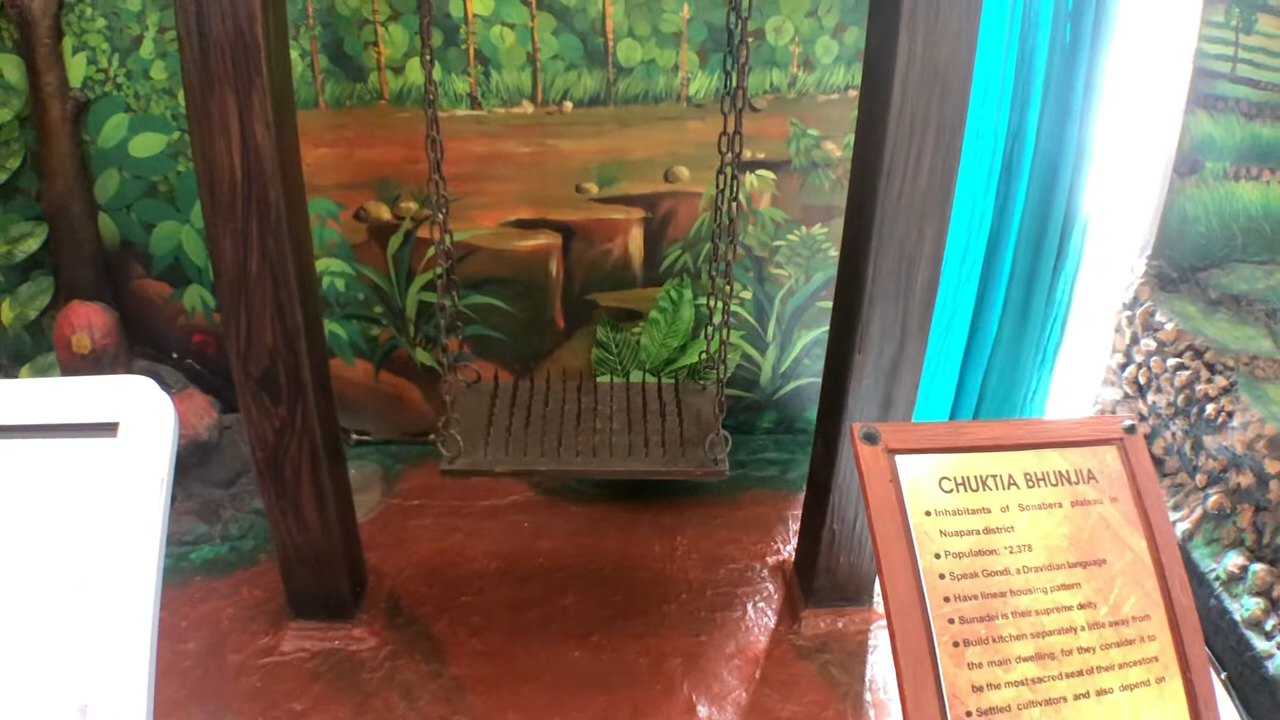 CHUKTIA BHUNJIA
● Inhabitants of Sonabera plateau in
Nuapara district
● Population: *2,378
● Speak Gondi, a Dravidian language
● Have linear housing pattern
● Sunadei is their supreme deity
● Build kitchen separately a little away from
the main dwelling, for they consider it to
be the most sacred seat of their ancestors
● Settled cultivators and also depend on